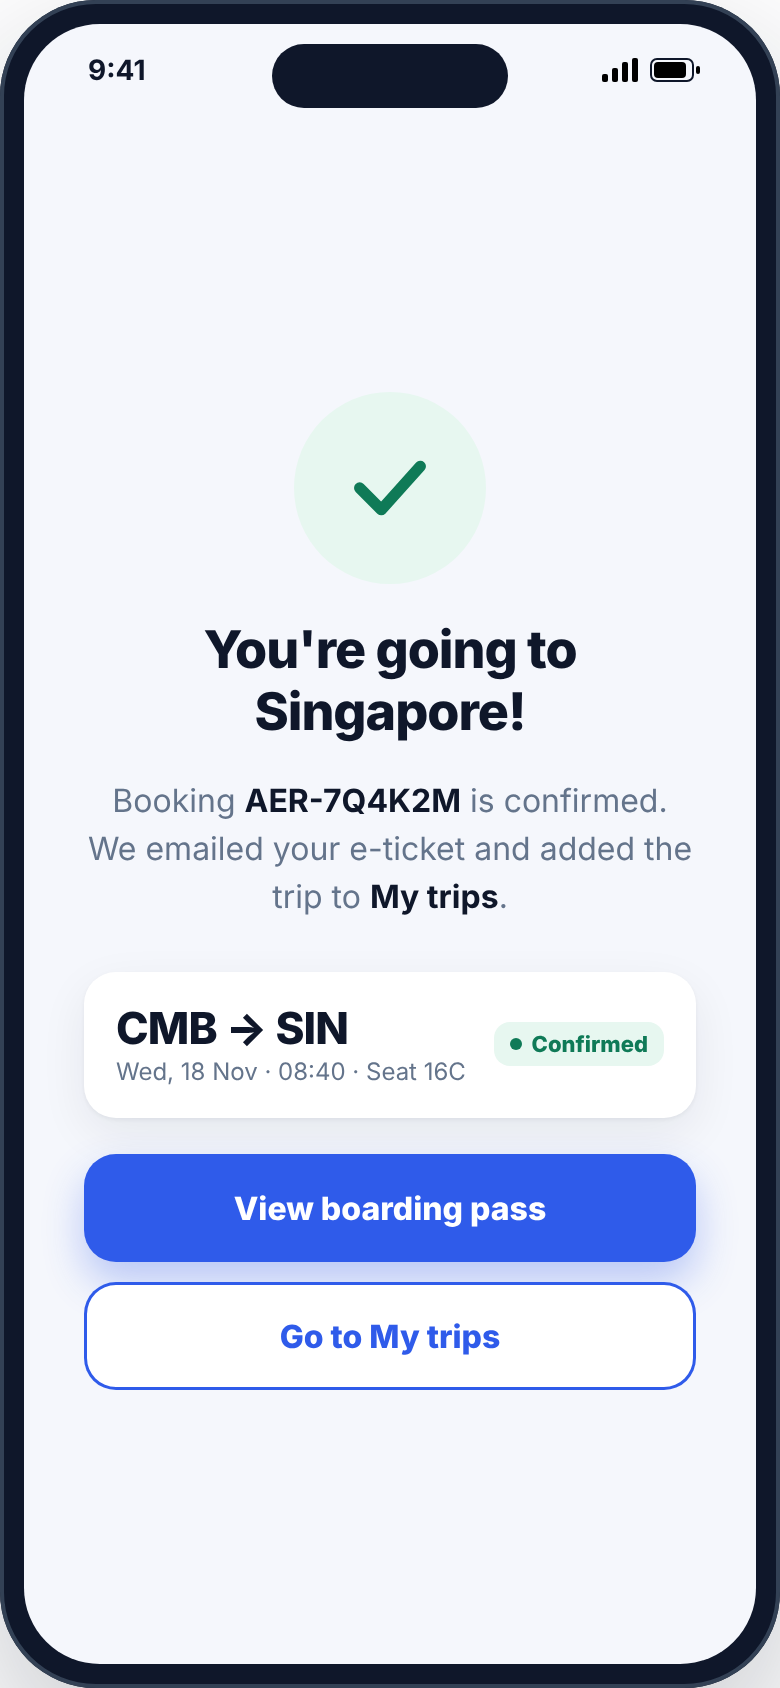 9:41
You're going to
Singapore!
Booking AER-7Q4K2M is confirmed.
We emailed your e-ticket and added the
trip to My trips.
CMB → SIN
Confirmed
Wed, 18 Nov · 08:40 · Seat 16C
View boarding pass
Go to My trips